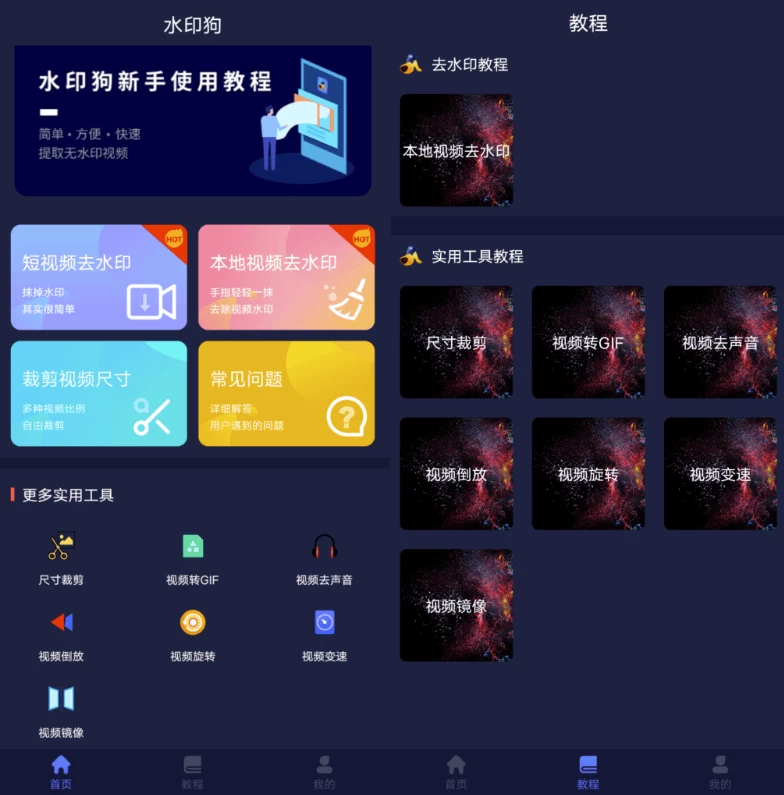 水印狗
水印狗新手使用教程
简单·方便·快速
提取无水印视频
短视频去水印
HOT
抹掉水印
其实很简单
本地视频去水印
HOT
手指轻轻一抹
去除视频水印
裁剪视频尺寸
多种视频比例
自由裁剪
常见问题
详细解答
用户遇到的问题
更多实用工具
尺寸裁剪
视频转GIF
视频去声音
视频倒放
视频旋转
视频变速
视频镜像
首页
教程
我的
教程
去水印教程
本地视频去水印
实用工具教程
尺寸裁剪
视频转GIF
视频去声音
视频倒放
视频旋转
视频变速
视频镜像
首页
教程
我的